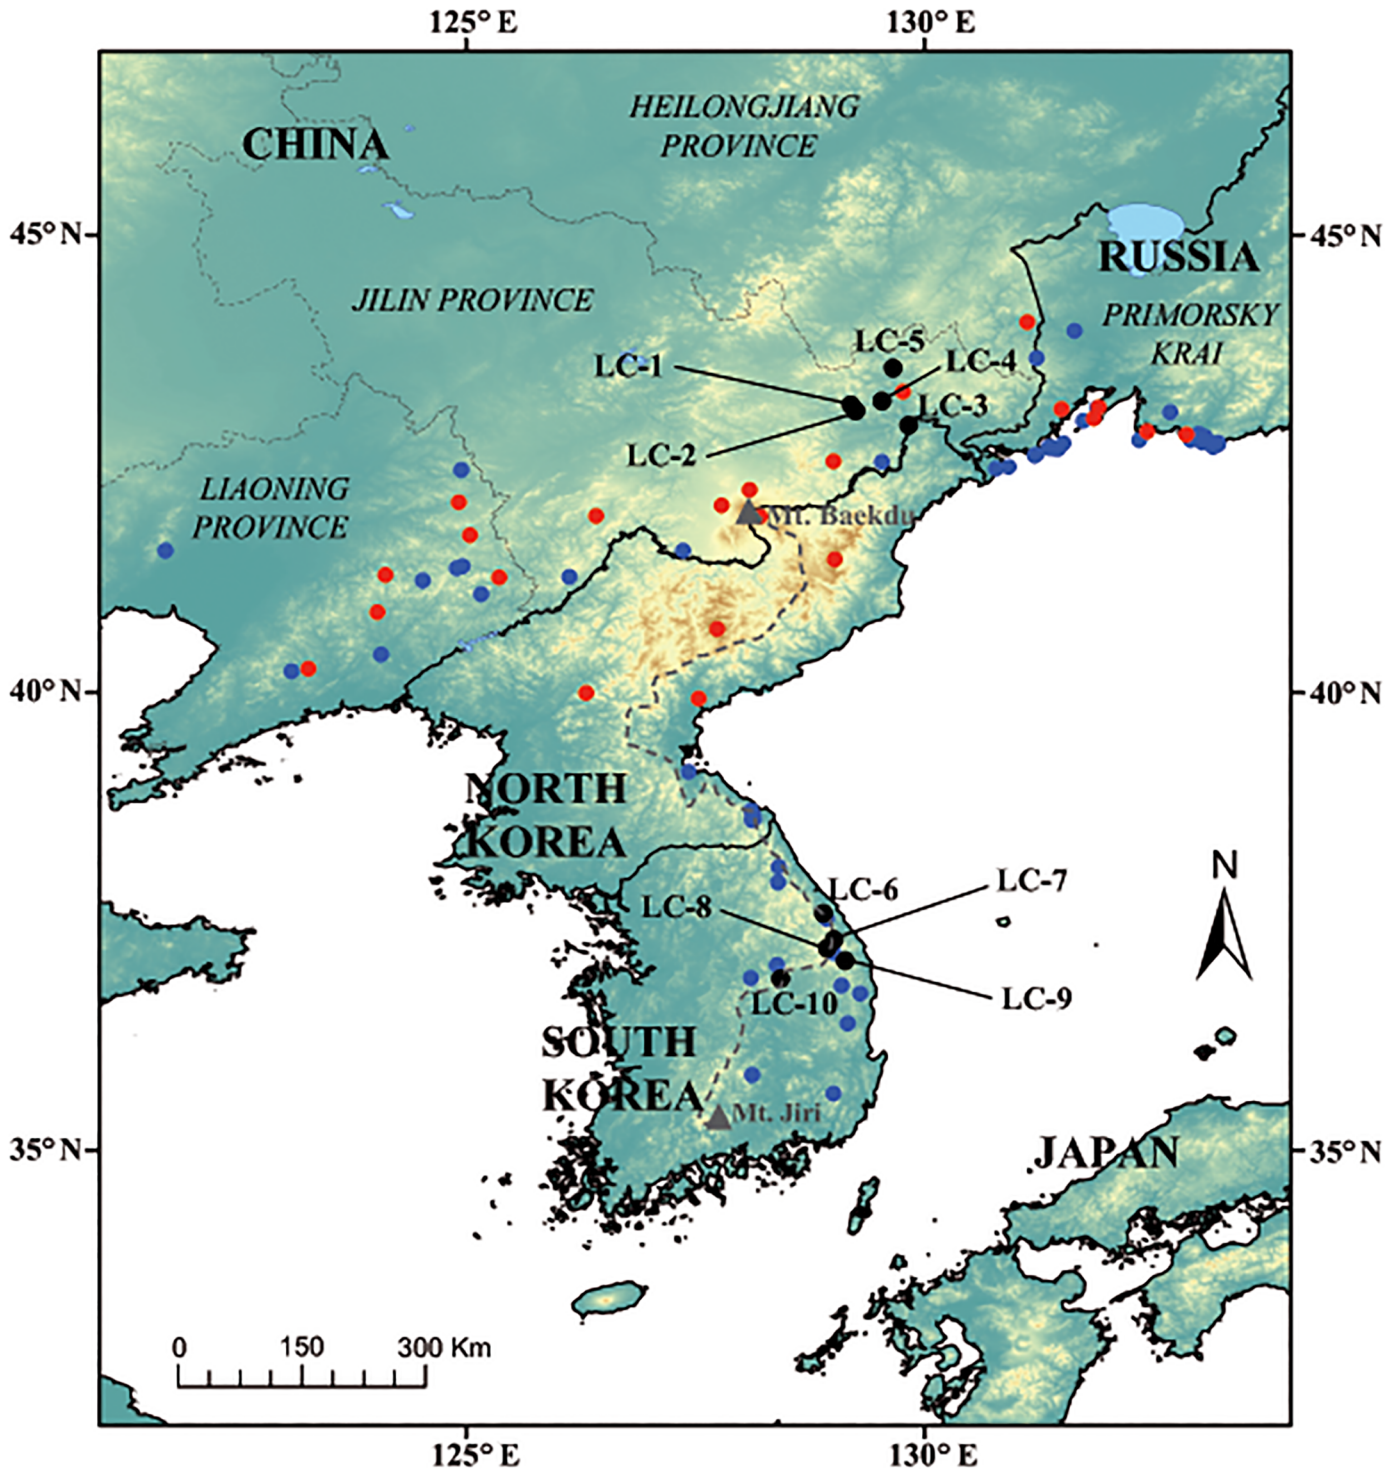 125° E
130° E
HEILONGJIANG
PROVINCE
CHINA
45° N
45° N
RUSSIA
JILIN PROVINCE
PRIMORSKY
KRAI
LC-5
LC-1
LC-4
LC-3
LC-2
LIAONING
PROVINCE
Mt. Baekdu
40° N
40° N
NORTH
KOREA
N
LC-6
LC-7
LC-8
LC-9
LC-10
SOUTH
KOREA
Mt. Jiri
35° N
JAPAN
35° N
0 150 300 Km
125° E
130° E